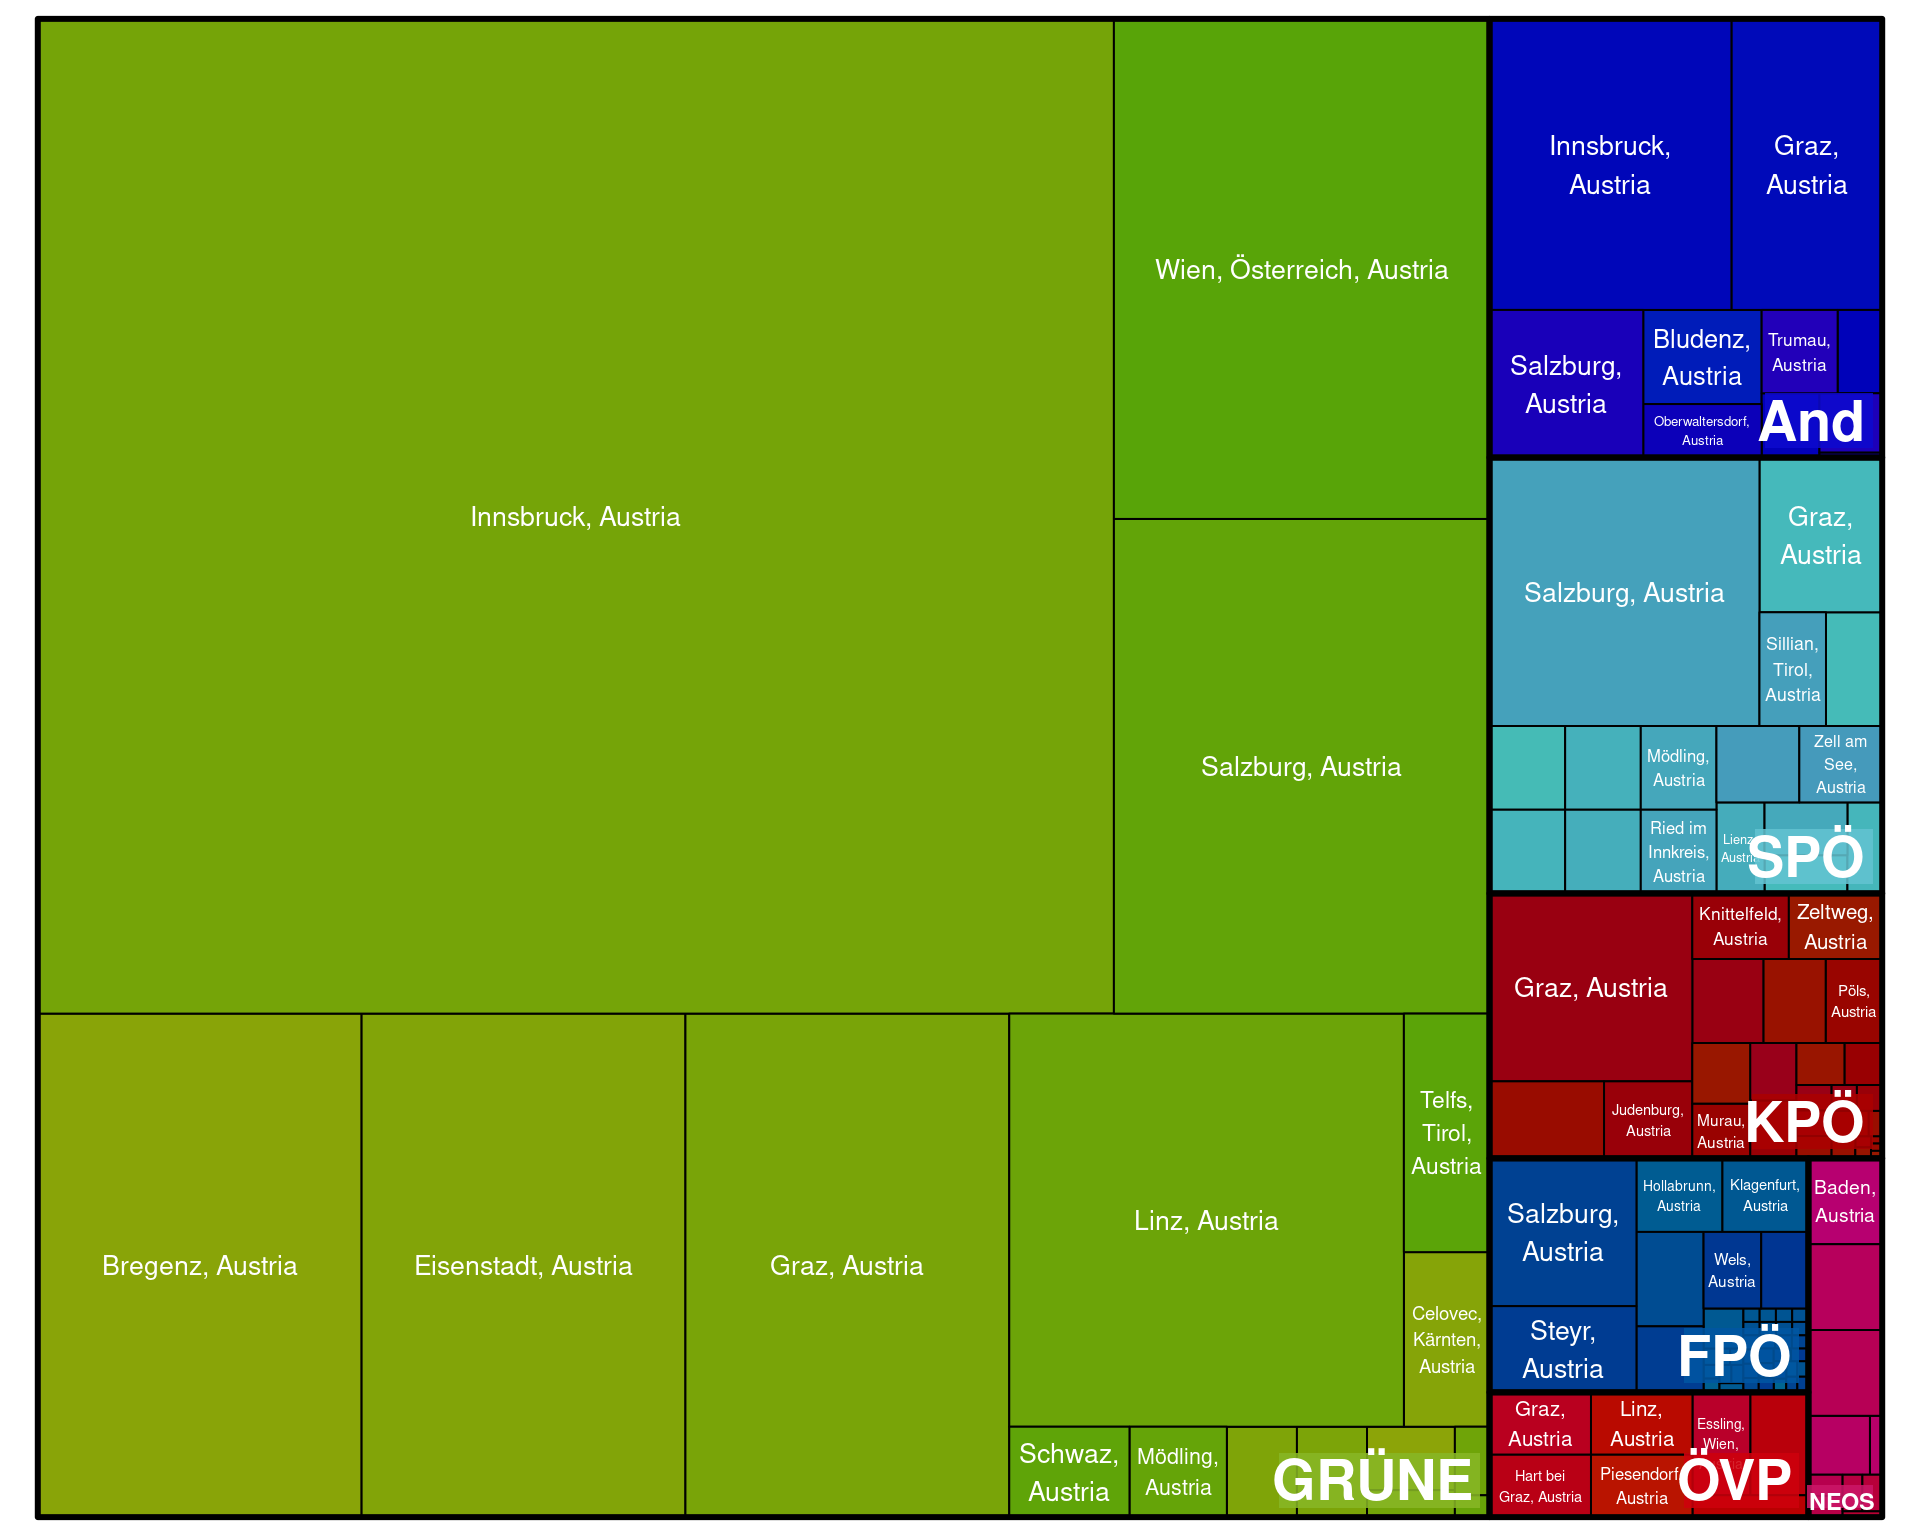 Innsbruck, Austria
Wien, Österreich, Austria
Salzburg, Austria
Bregenz, Austria
Eisenstadt, Austria
Graz, Austria
Linz, Austria
Telfs,
Tirol,
Austria
Celovec,
Kärnten,
Austria
Schwaz,
Austria
Mödling,
Austria
GRÜNE
Innsbruck,
Austria
Graz,
Austria
Salzburg,
Austria
Bludenz,
Austria
Trumau,
Austria
Oberwaltersdorf,
Austria
And
Salzburg, Austria
Graz,
Austria
Sillian,
Tirol,
Austria
Mödling,
Austria
Zell am
See,
Austria
Ried im
Innkreis,
Austria
Lienz,
Austria
SPÖ
Graz, Austria
Knittelfeld,
Austria
Zeltweg,
Austria
Pöls,
Austria
Judenburg,
Austria
Murau,
Austria
KPÖ
Salzburg,
Austria
Hollabrunn,
Austria
Klagenfurt,
Austria
Wels,
Austria
Steyr,
Austria
FPÖ
Baden,
Austria
NEOS
Graz,
Austria
Linz,
Austria
Essling,
Wien,
Hart bei
Graz, Austria
Piesendorf,
Austria
ÖVP